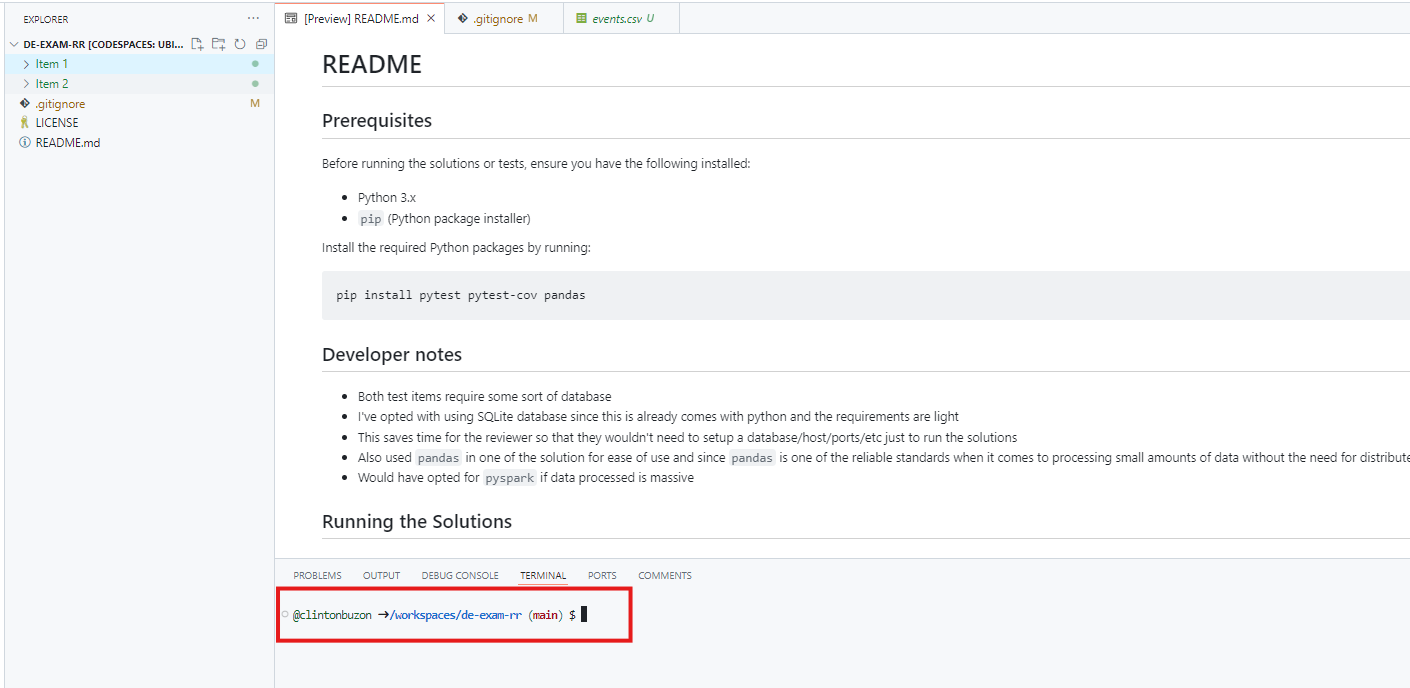 EXPLORER
DE-EXAM-RR [CODESPACES: UBI...
Item 1
Item 2
.gitignore M
LICENSE
README.md
[Preview] README.md
.gitignore M
events.csv U
README
Prerequisites
Before running the solutions or tests, ensure you have the following installed:
Python 3.x
pip (Python package installer)
Install the required Python packages by running:
pip install pytest pytest-cov pandas
Developer notes
Both test items require some sort of database
I've opted with using SQLite database since this is already comes with python and the requirements are light
This saves time for the reviewer so that they wouldn't need to setup a database/host/ports/etc just to run the solutions
Also used pandas in one of the solution for ease of use and since pandas is one of the reliable standards when it comes to processing small amounts of data without the need for distribute
Would have opted for pyspark if data processed is massive
Running the Solutions
PROBLEMS OUTPUT DEBUG CONSOLE TERMINAL PORTS COMMENTS
@clintonbuzon ➜/workspaces/de-exam-rr (main) $